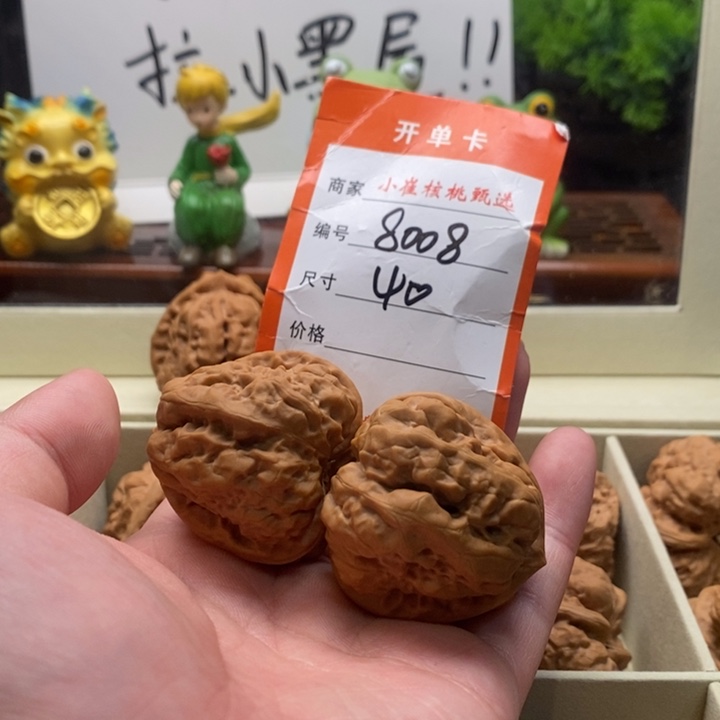 拉小黑屋!!
开单卡
商家 小崔核桃甄选
编号 8008
尺寸 40
价格